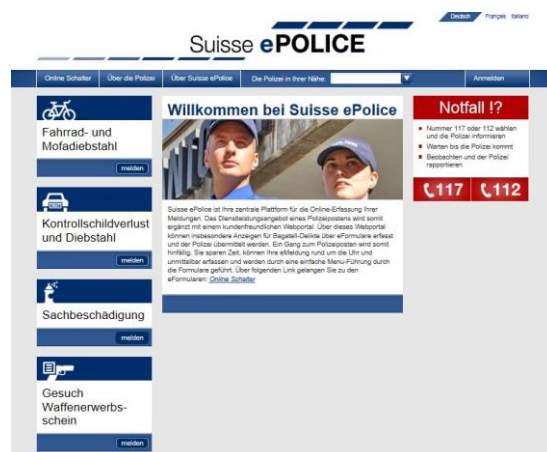 Deutsch Français Italiano
Suisse ePOLICE
Online Schalter Über die Polizei Über Suisse ePolice Die Polizei in Ihrer Nähe: Anmelden
Fahrrad- und
Mofadiebstahl
melden
Kontrollschildverlust
und Diebstahl
melden
Sachbeschädigung
melden
Gesuch
Waffenerwerbs-
schein
melden
Willkommen bei Suisse ePolice
Suisse ePolice ist Ihre zentrale Plattform für die Online-Erfassung Ihrer
Meldungen. Das Dienstleistungsangebot eines Polizeipostens wird somit
ergänzt mit einem kundenfreundlichen Webportal. Über dieses Webportal
können insbesondere Anzeigen für Bagatell-Delikte über eFormulare erfasst
und der Polizei übermittelt werden. Ein Gang zum Polizeiposten wird somit
hinfällig. Sie sparen Zeit, können Ihre eMeldung rund um die Uhr und
unmittelbar erfassen und werden durch eine einfache Menu-Führung durch
die Formulare geführt. Über folgenden Link gelangen Sie zu den
eFormularen: Online Schalter
Notfall !?
Nummer 117 oder 112 wählen
und die Polizei informieren
Warten bis die Polizei kommt
Beobachten und der Polizei
rapportieren
117 112